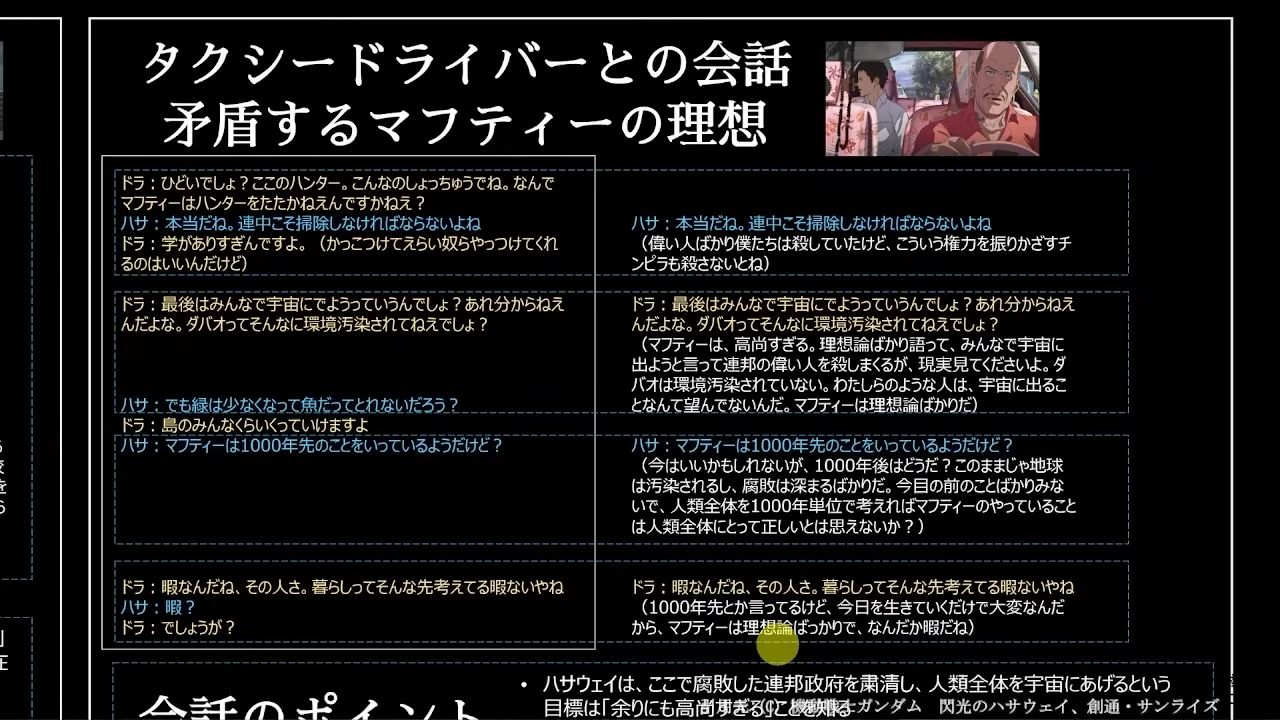 タクシードライバーとの会話
矛盾するマフティーの理想
ドラ：ひどいでしょ？ここのハンター。こんなのしょっちゅうでね。なんで
マフティーはハンターをたたかねえんですかねえ？
ハサ：本当だね。連中こそ掃除しなければならないよね
ドラ：学がありすぎんですよ。（かっこつけてえらい奴らやっつけてくれ
るのはいいんだけど）
ドラ：最後はみんなで宇宙にでようっていうんでしょ？あれ分からねえ
んだよな。ダバオってそんなに環境汚染されてねえでしょ？
ハサ：でも緑は少なくなって魚だってとれないだろう？
ドラ：島のみんなくらいくっていけますよ
ハサ：マフティーは1000年先のことをいっているようだけど？
ドラ：暇なんだね、その人さ。暮らしってそんな先考えてる暇ないやね
ハサ：暇？
ドラ：でしょうが？
ハサ：本当だね。連中こそ掃除しなければならないよね
（偉い人ばかり僕たちは殺していたけど、こういう権力を振りかざすチ
ンピラも殺さないとね）
ドラ：最後はみんなで宇宙にでようっていうんでしょ？あれ分からねえ
んだよな。ダバオってそんなに環境汚染されてねえでしょ？
（マフティーは、高尚すぎる。理想論ばかり語って、みんなで宇宙に
出ようと言って連邦の偉い人を殺しまくるが、現実見てくださいよ。ダ
バオは環境汚染されていない。わたしらのような人は、宇宙に出るこ
となんて望んでないんだ。マフティーは理想論ばかりだ）
ハサ：マフティーは1000年先のことをいっているようだけど？
（今はいいかもしれないが、1000年後はどうだ？このままじゃ地球
は汚染されるし、腐敗は深まるばかりだ。今目の前のことばかりみな
いで、人類全体を1000年単位で考えればマフティーのやっていること
は人類全体にとって正しいとは思えないか？）
ドラ：暇なんだね、その人さ。暮らしってそんな先考えてる暇ないやね
（1000年先とか言ってるけど、今日を生きていくだけで大変なんだ
から、マフティーは理想論ばっかりで、なんだか暇だね）
会話のポイント
• ハサウェイは、ここで腐敗した連邦政府を粛清し、人類全体を宇宙にあげるという
目標は「余りにも高尚すぎる」ことを知る
ガンダム 閃光のハサウェイ、創通・サンライズ